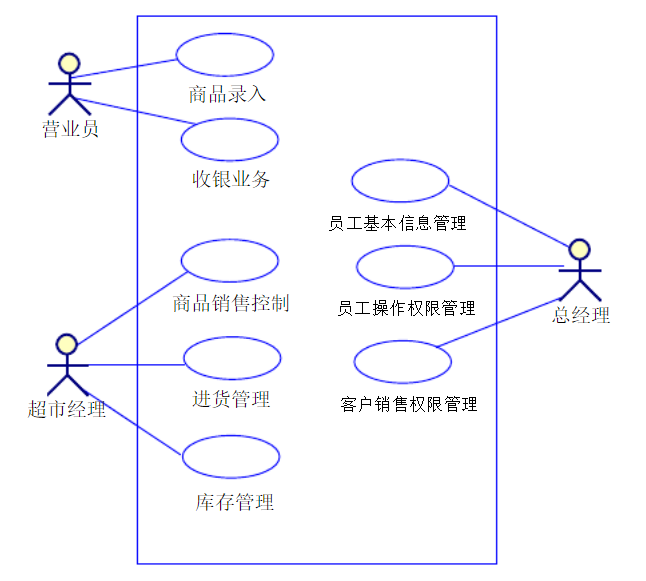 商品录入
营业员
收银业务
员工基本信息管理
商品销售控制
员工操作权限管理
总经理
进货管理
超市经理
客户销售权限管理
库存管理